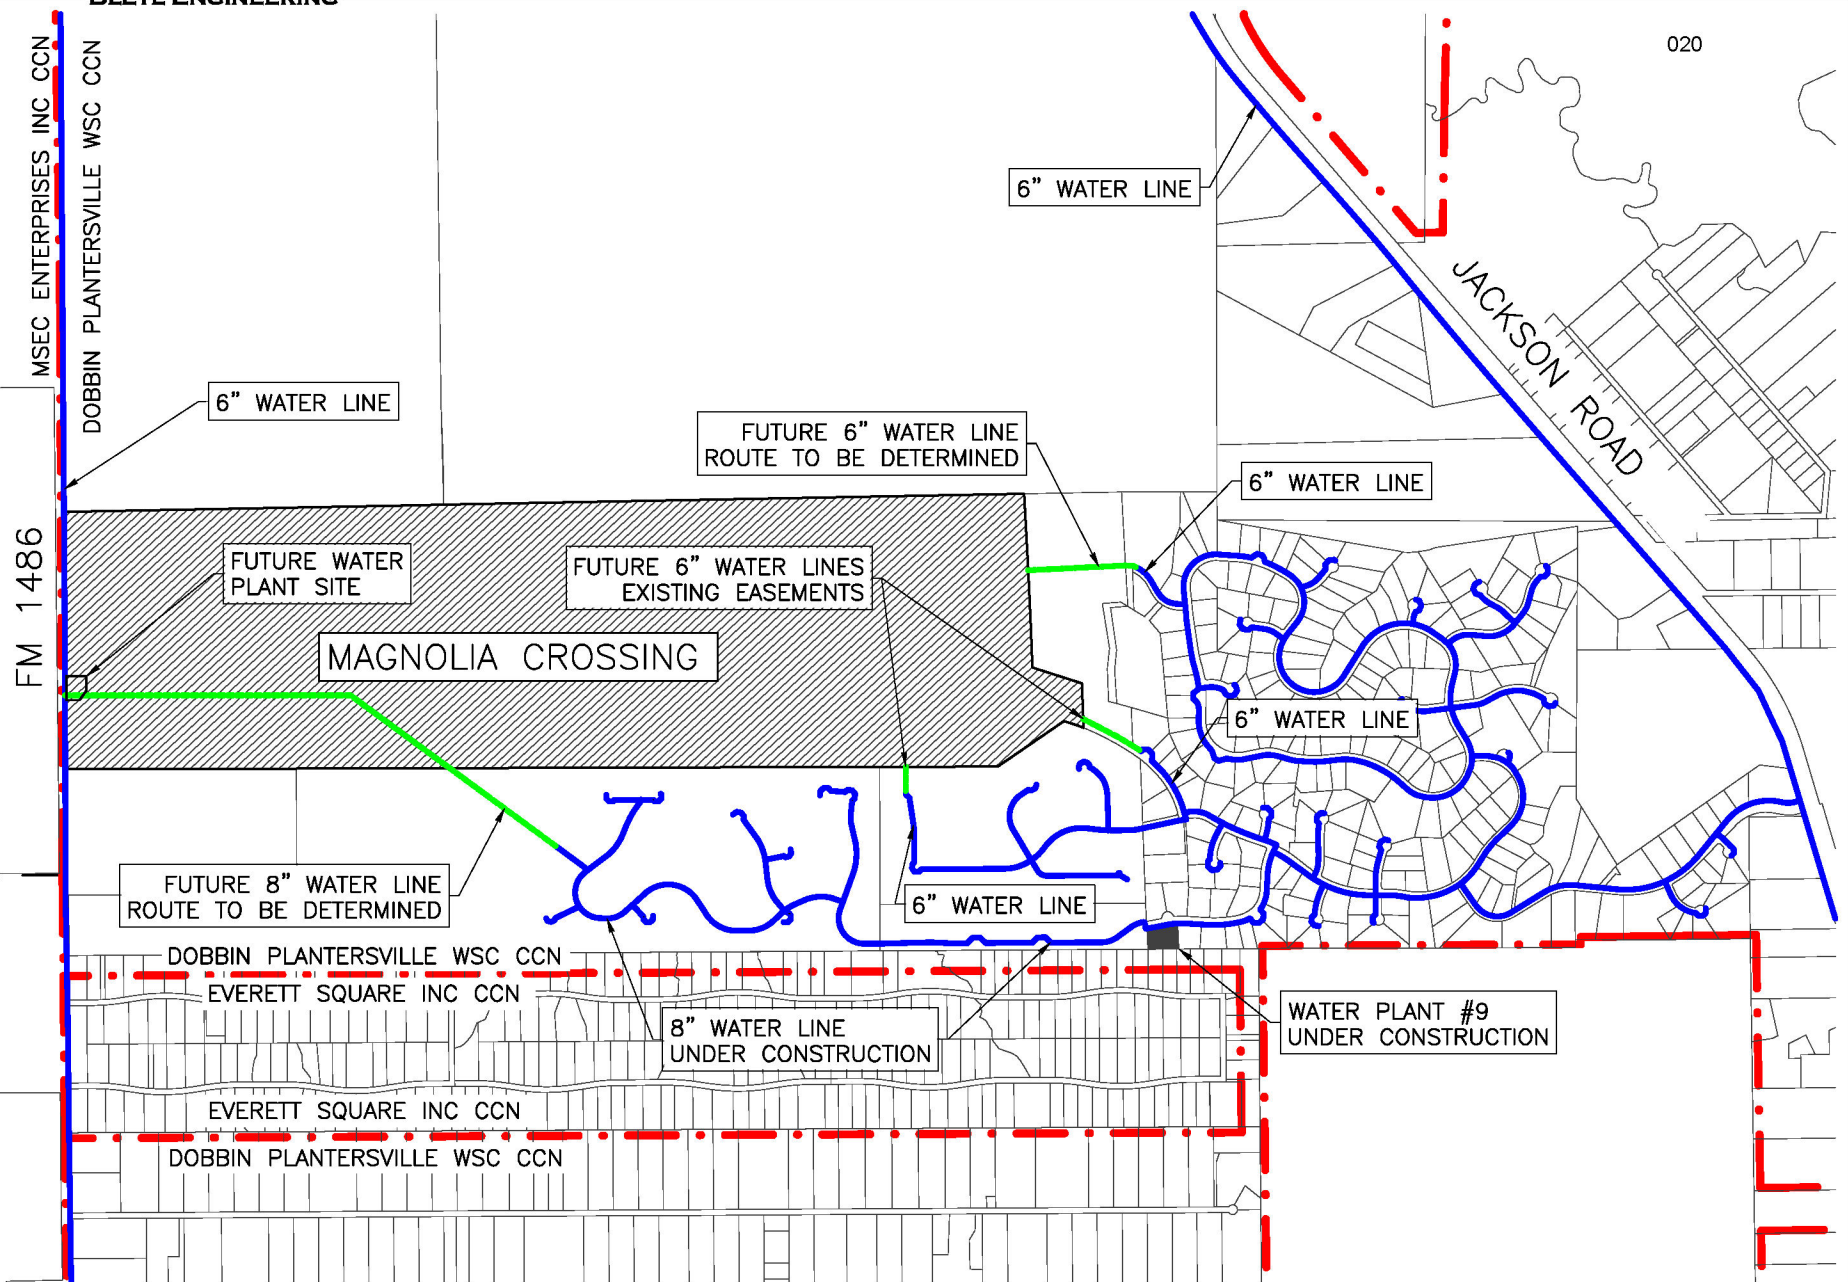 BLEYL ENGINEERING
020
MSEC ENTERPRISES INC CCN
DOBBIN PLANTERSVILLE WSC CCN
6" WATER LINE
JACKSON ROAD
6" WATER LINE
FUTURE 6" WATER LINE
ROUTE TO BE DETERMINED
6" WATER LINE
FM 1486
FUTURE WATER
PLANT SITE
FUTURE 6" WATER LINES
EXISTING EASEMENTS
MAGNOLIA CROSSING
6" WATER LINE
FUTURE 8" WATER LINE
ROUTE TO BE DETERMINED
6" WATER LINE
DOBBIN PLANTERSVILLE WSC CCN
EVERETT SQUARE INC CCN
8" WATER LINE
UNDER CONSTRUCTION
WATER PLANT #9
UNDER CONSTRUCTION
EVERETT SQUARE INC CCN
DOBBIN PLANTERSVILLE WSC CCN